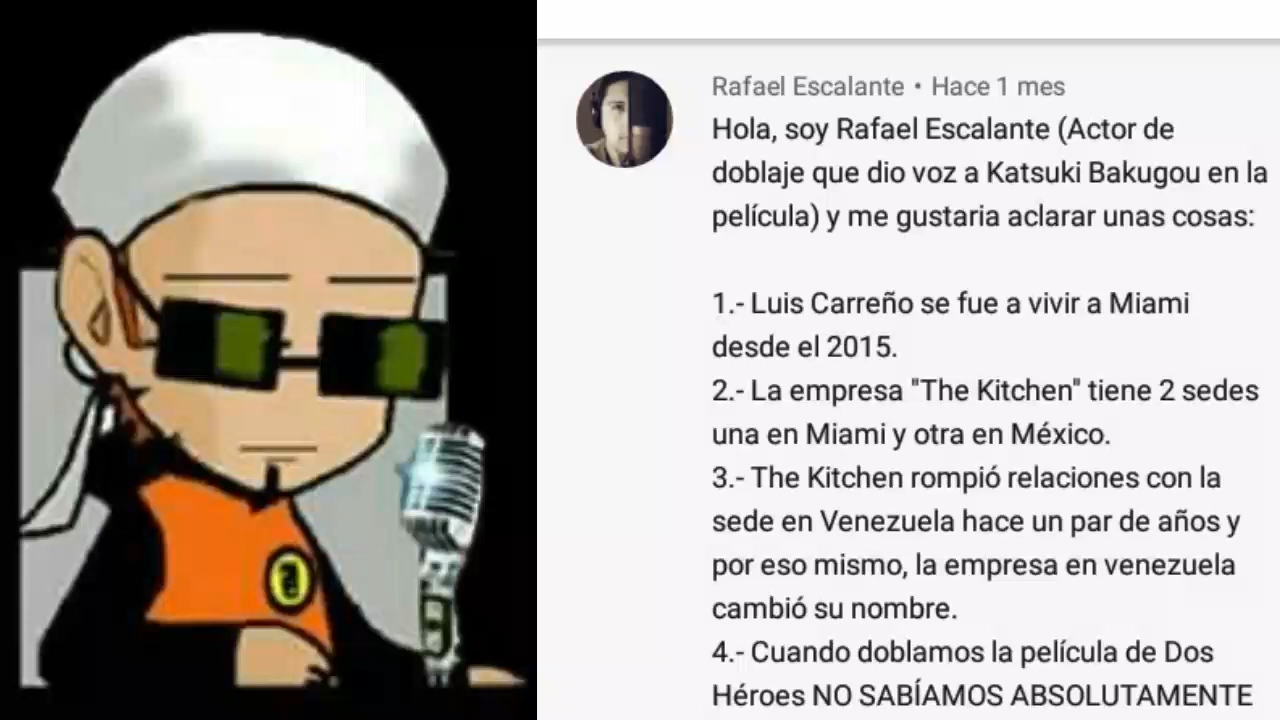 Rafael Escalante • Hace 1 mes
Hola, soy Rafael Escalante (Actor de
doblaje que dio voz a Katsuki Bakugou en la
película) y me gustaria aclarar unas cosas:
1.- Luis Carreño se fue a vivir a Miami
desde el 2015.
2.- La empresa "The Kitchen" tiene 2 sedes
una en Miami y otra en México.
3.- The Kitchen rompió relaciones con la
sede en Venezuela hace un par de años y
por eso mismo, la empresa en venezuela
cambió su nombre.
4.- Cuando doblamos la película de Dos
Héroes NO SABÍAMOS ABSOLUTAMENTE